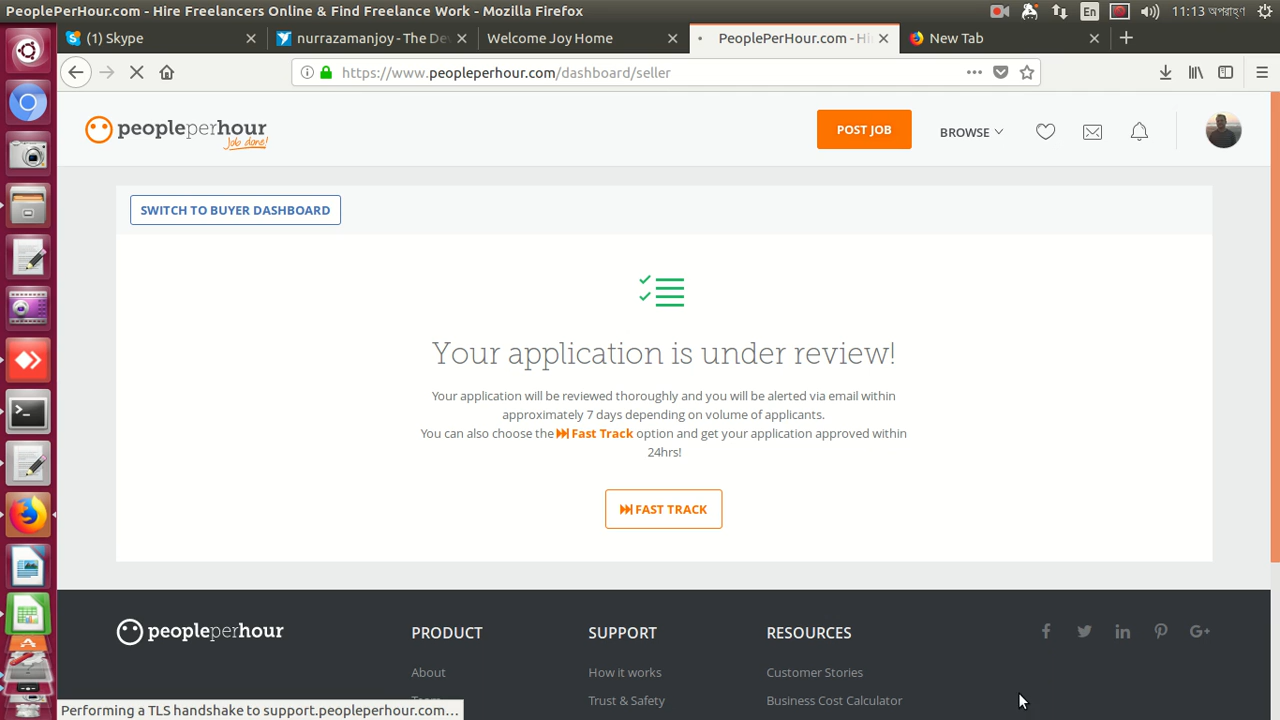 PeoplePerHour.com - Hire Freelancers Online & Find Freelance Work - Mozilla Firefox
En
11:13 অপরাহ্ণ
(1) Skype
nurrazamanjoy - The De
Welcome Joy Home
PeoplePerHour.com - Hi
New Tab
https://www.peopleperhour.com/dashboard/seller
peopleperhour
Job done!
POST JOB
BROWSE
SWITCH TO BUYER DASHBOARD
Your application is under review!
Your application will be reviewed thoroughly and you will be alerted via email within
approximately 7 days depending on volume of applicants.
You can also choose the Fast Track option and get your application approved within
24hrs!
FAST TRACK
peopleperhour
PRODUCT
SUPPORT
RESOURCES
About
How it works
Customer Stories
Trust & Safety
Business Cost Calculator
Performing a TLS handshake to support.peopleperhour.com…